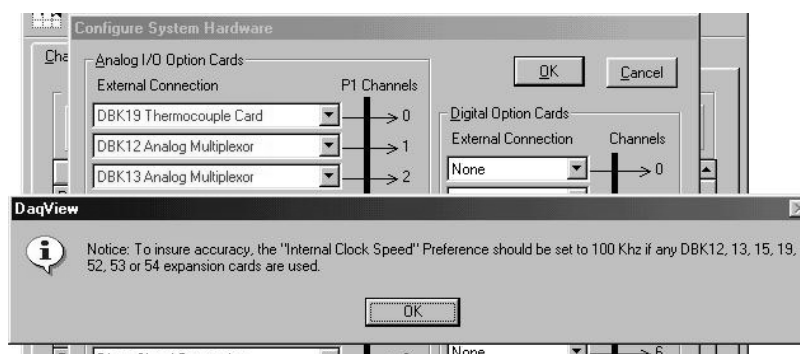 Configure System Hardware
Cha
Analog I/O Option Cards
External Connection P1 Channels
DBK19 Thermocouple Card 0
DBK12 Analog Multiplexor 1
DBK13 Analog Multiplexor 2
OK Cancel
Digital Option Cards
External Connection Channels
None 0
DaqView
Notice: To insure accuracy, the "Internal Clock Speed" Preference should be set to 100 Khz if any DBK12, 13, 15, 19,
52, 53 or 54 expansion cards are used.
OK
None 6